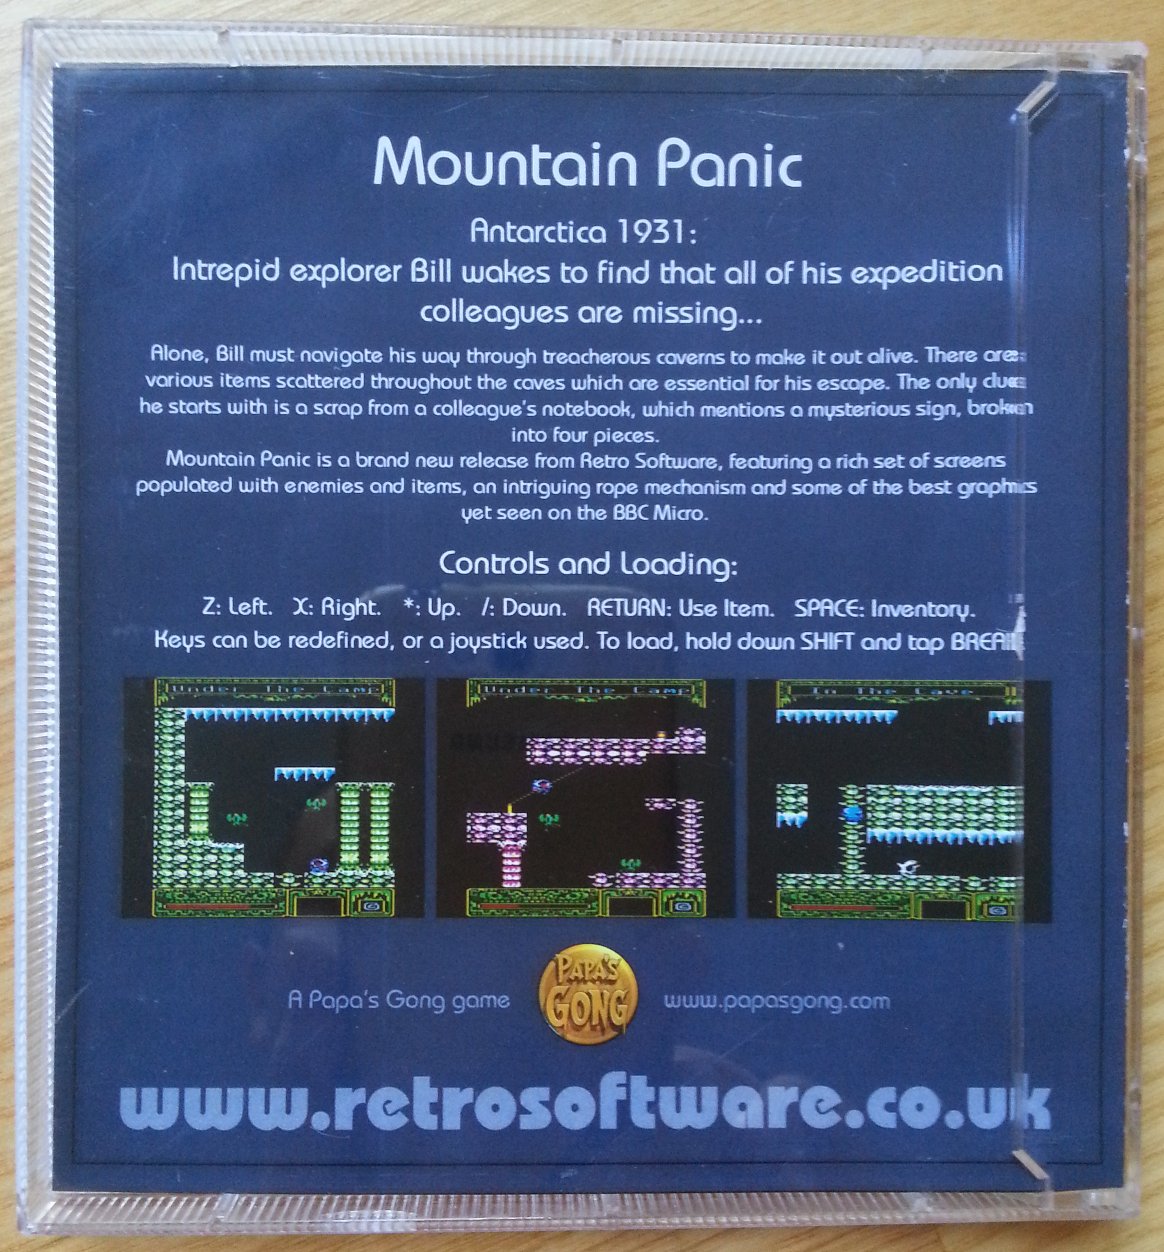 Mountain Panic
Antarctica 1931:
Intrepid explorer Bill wakes to find that all of his expedition
colleagues are missing...
Alone, Bill must navigate his way through treacherous caverns to make it out alive. There are
various items scattered throughout the caves which are essential for his escape. The only clue
he starts with is a scrap from a colleague's notebook, which mentions a mysterious sign, broken
into four pieces.
Mountain Panic is a brand new release from Retro Software, featuring a rich set of screens
populated with enemies and items, an intriguing rope mechanism and some of the best graphics
yet seen on the BBC Micro.
Controls and Loading:
Z: Left. X: Right. *: Up. /: Down. RETURN: Use Item. SPACE: Inventory.
Keys can be redefined, or a joystick used. To load, hold down SHIFT and tap BREAK.
Under The Camp
Under The Camp
In The Cave
A Papa's Gong game
PAPA'S
GONG
www.papasgong.com
www.retrosoftware.co.uk